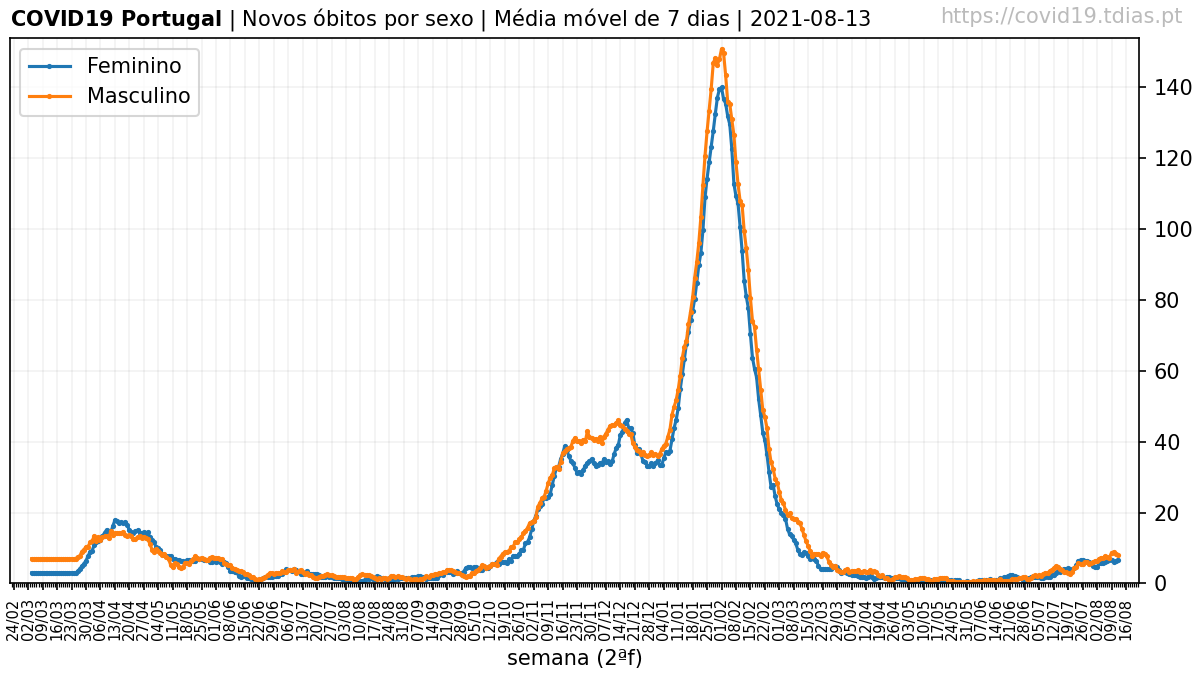 COVID19 Portugal | Novos óbitos por sexo | Média móvel de 7 dias | 2021-08-13
https://covid19.tdias.pt
Feminino
Masculino
140
120
100
80
60
40
20
0
24/02 02/03 09/03 16/03 23/03 30/03 06/04 13/04 20/04 27/04 04/05 11/05 18/05 25/05 01/06 08/06 15/06 22/06 29/06 06/07 13/07 20/07 27/07 03/08 10/08 17/08 24/08 31/08 07/09 14/09 21/09 28/09 05/10 12/10 19/10 26/10 02/11 09/11 16/11 23/11 30/11 07/12 14/12 21/12 28/12 04/01 11/01 18/01 25/01 01/02 08/02 15/02 22/02 01/03 08/03 15/03 22/03 29/03 05/04 12/04 19/04 26/04 03/05 10/05 17/05 24/05 31/05 07/06 14/06 21/06 28/06 05/07 12/07 19/07 26/07 02/08 09/08 16/08
semana (2ªf)